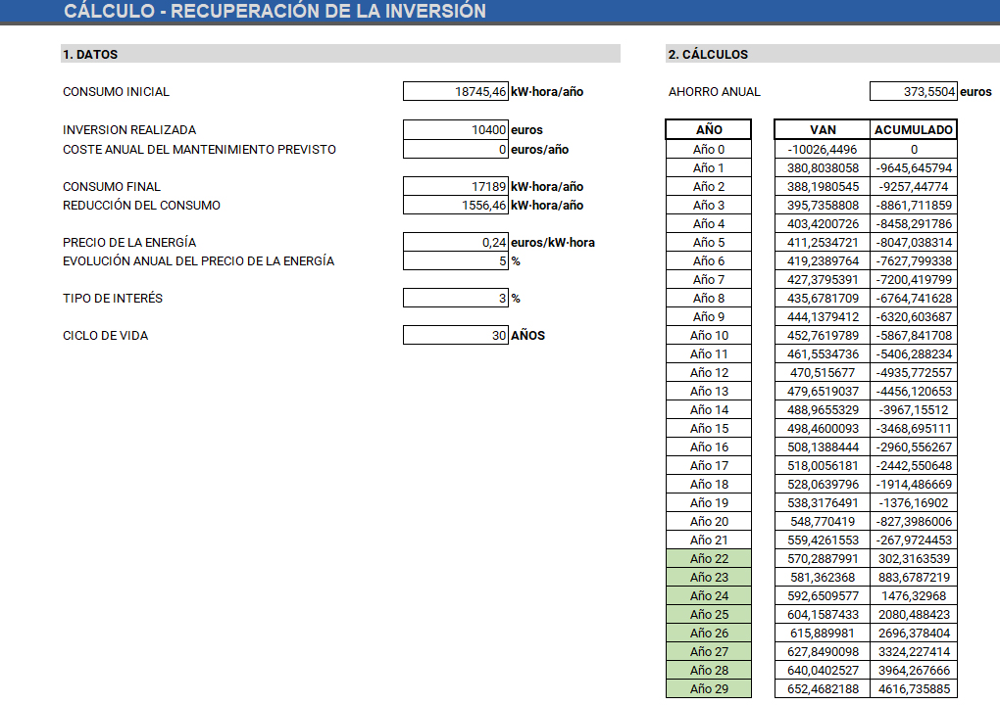 CÁLCULO - RECUPERACIÓN DE LA INVERSIÓN
1. DATOS
CONSUMO INICIAL 18745,46 kW·hora/año
INVERSION REALIZADA 10400 euros
COSTE ANUAL DEL MANTENIMIENTO PREVISTO 0 euros/año
CONSUMO FINAL 17189 kW·hora/año
REDUCCIÓN DEL CONSUMO 1556,46 kW·hora/año
PRECIO DE LA ENERGÍA 0,24 euros/kW·hora
EVOLUCIÓN ANUAL DEL PRECIO DE LA ENERGÍA 5 %
TIPO DE INTERÉS 3 %
CICLO DE VIDA 30 AÑOS
2. CÁLCULOS
AHORRO ANUAL 373,5504 euros
AÑO VAN ACUMULADO
Año 0 -10026,4496 0
Año 1 380,8038058 -9645,645794
Año 2 388,1980545 -9257,44774
Año 3 395,7358808 -8861,711859
Año 4 403,4200726 -8458,291786
Año 5 411,2534721 -8047,038314
Año 6 419,2389764 -7627,799338
Año 7 427,3795391 -7200,419799
Año 8 435,6781709 -6764,741628
Año 9 444,1379412 -6320,603687
Año 10 452,7619789 -5867,841708
Año 11 461,5534736 -5406,288234
Año 12 470,515677 -4935,772557
Año 13 479,6519037 -4456,120653
Año 14 488,9655329 -3967,15512
Año 15 498,4600093 -3468,695111
Año 16 508,1388444 -2960,556267
Año 17 518,0056181 -2442,550648
Año 18 528,0639796 -1914,486669
Año 19 538,3176491 -1376,16902
Año 20 548,770419 -827,3986006
Año 21 559,4261553 -267,9724453
Año 22 570,2887991 302,3163539
Año 23 581,362368 883,6787219
Año 24 592,6509577 1476,32968
Año 25 604,1587433 2080,488423
Año 26 615,889981 2696,378404
Año 27 627,8490098 3324,227414
Año 28 640,0402527 3964,267666
Año 29 652,4682188 4616,735885